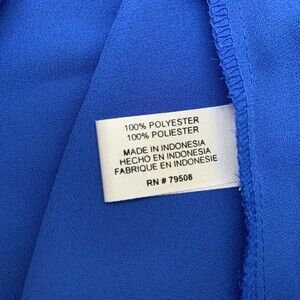 100% POLYESTER
100% POLIESTER
MADE IN INDONESIA
HECHO EN INDONESIA
FABRIQUE EN INDONESIE
RN # 79508